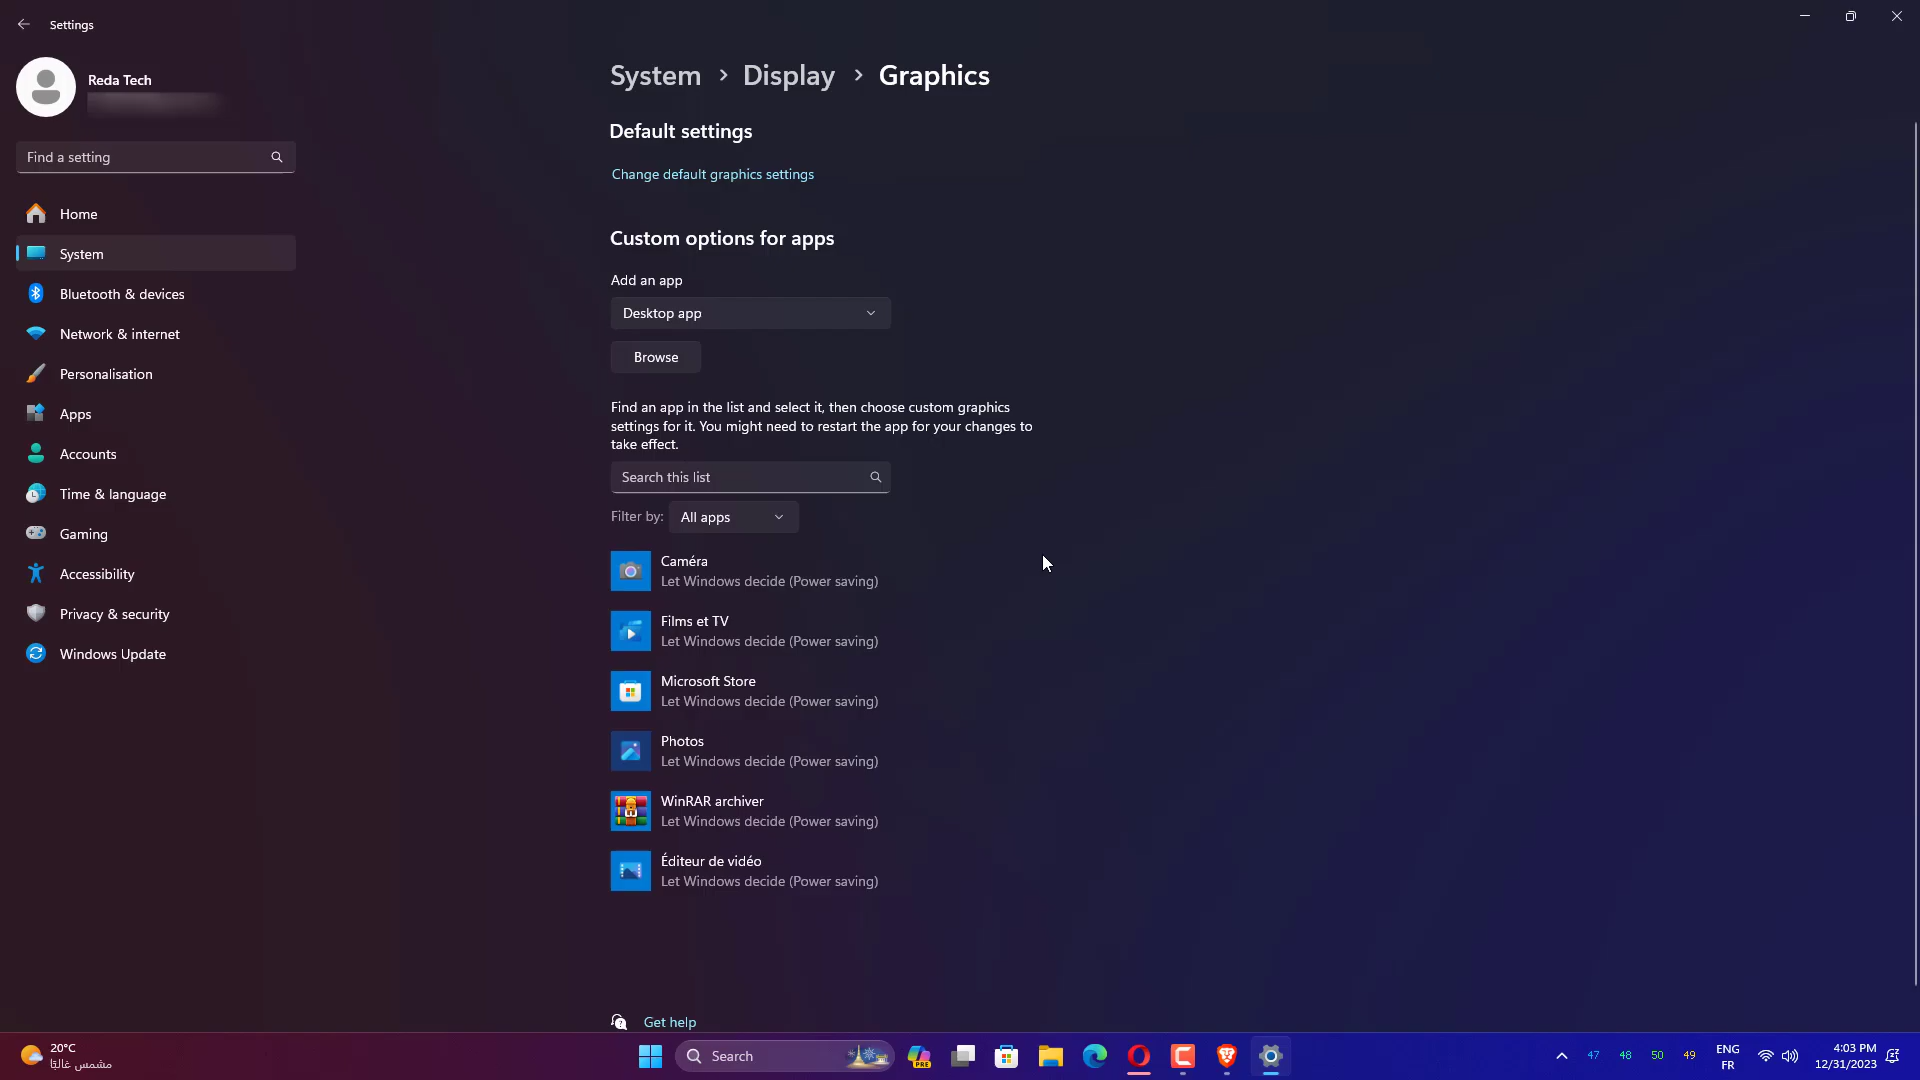 Settings
Reda Tech
Find a setting
Home
System
Bluetooth & devices
Network & internet
Personalisation
Apps
Accounts
Time & language
Gaming
Accessibility
Privacy & security
Windows Update
System > Display > Graphics
Default settings
Change default graphics settings
Custom options for apps
Add an app
Desktop app
Browse
Find an app in the list and select it, then choose custom graphics
settings for it. You might need to restart the app for your changes to
take effect.
Search this list
Filter by: All apps
Caméra
Let Windows decide (Power saving)
Films et TV
Let Windows decide (Power saving)
Microsoft Store
Let Windows decide (Power saving)
Photos
Let Windows decide (Power saving)
WinRAR archiver
Let Windows decide (Power saving)
Éditeur de vidéo
Let Windows decide (Power saving)
Get help
20°C
مشمس غالبًا
Search
PRE
47 48 50 49
ENG
FR
4:03 PM
12/31/2023